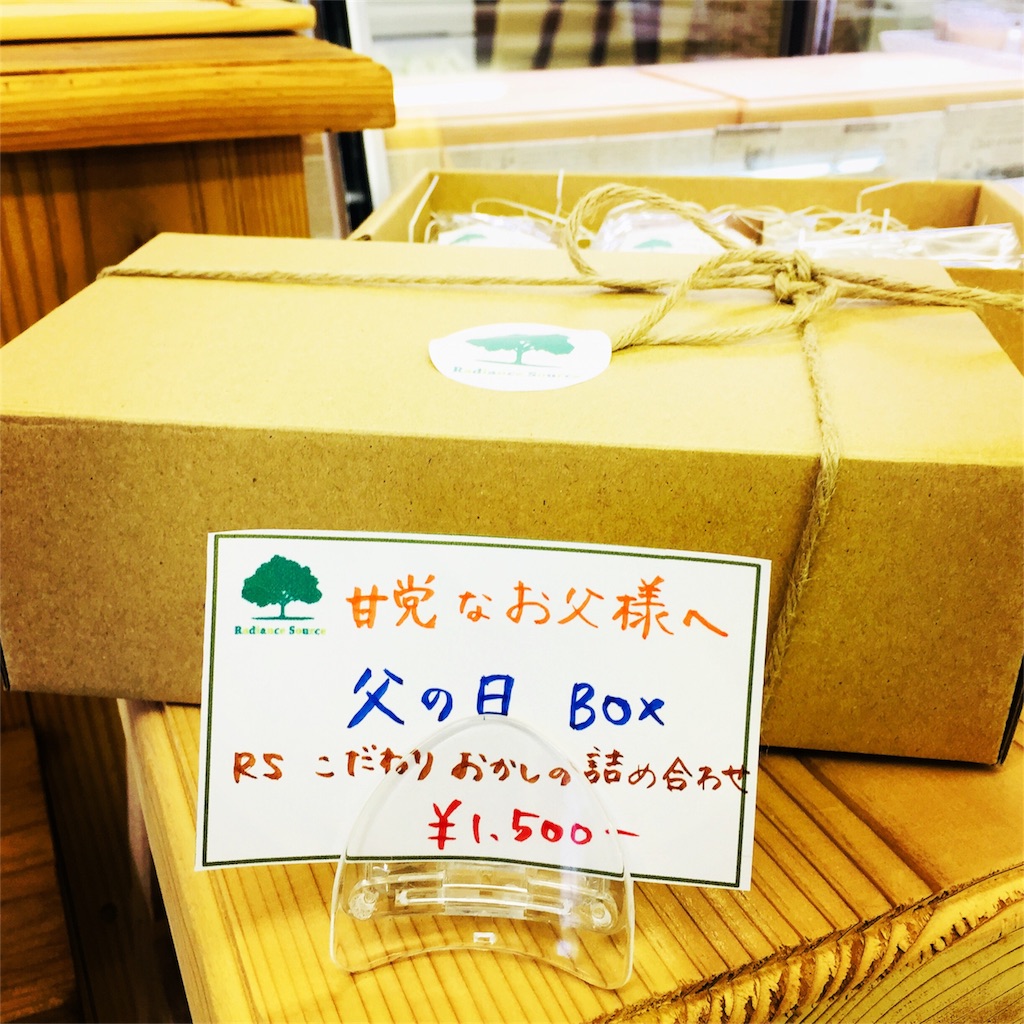 Radiance Source
Radiance Source
甘党なお父様へ
父の日 BOX
RS こだわりおかしの詰め合わせ
¥1,500.-